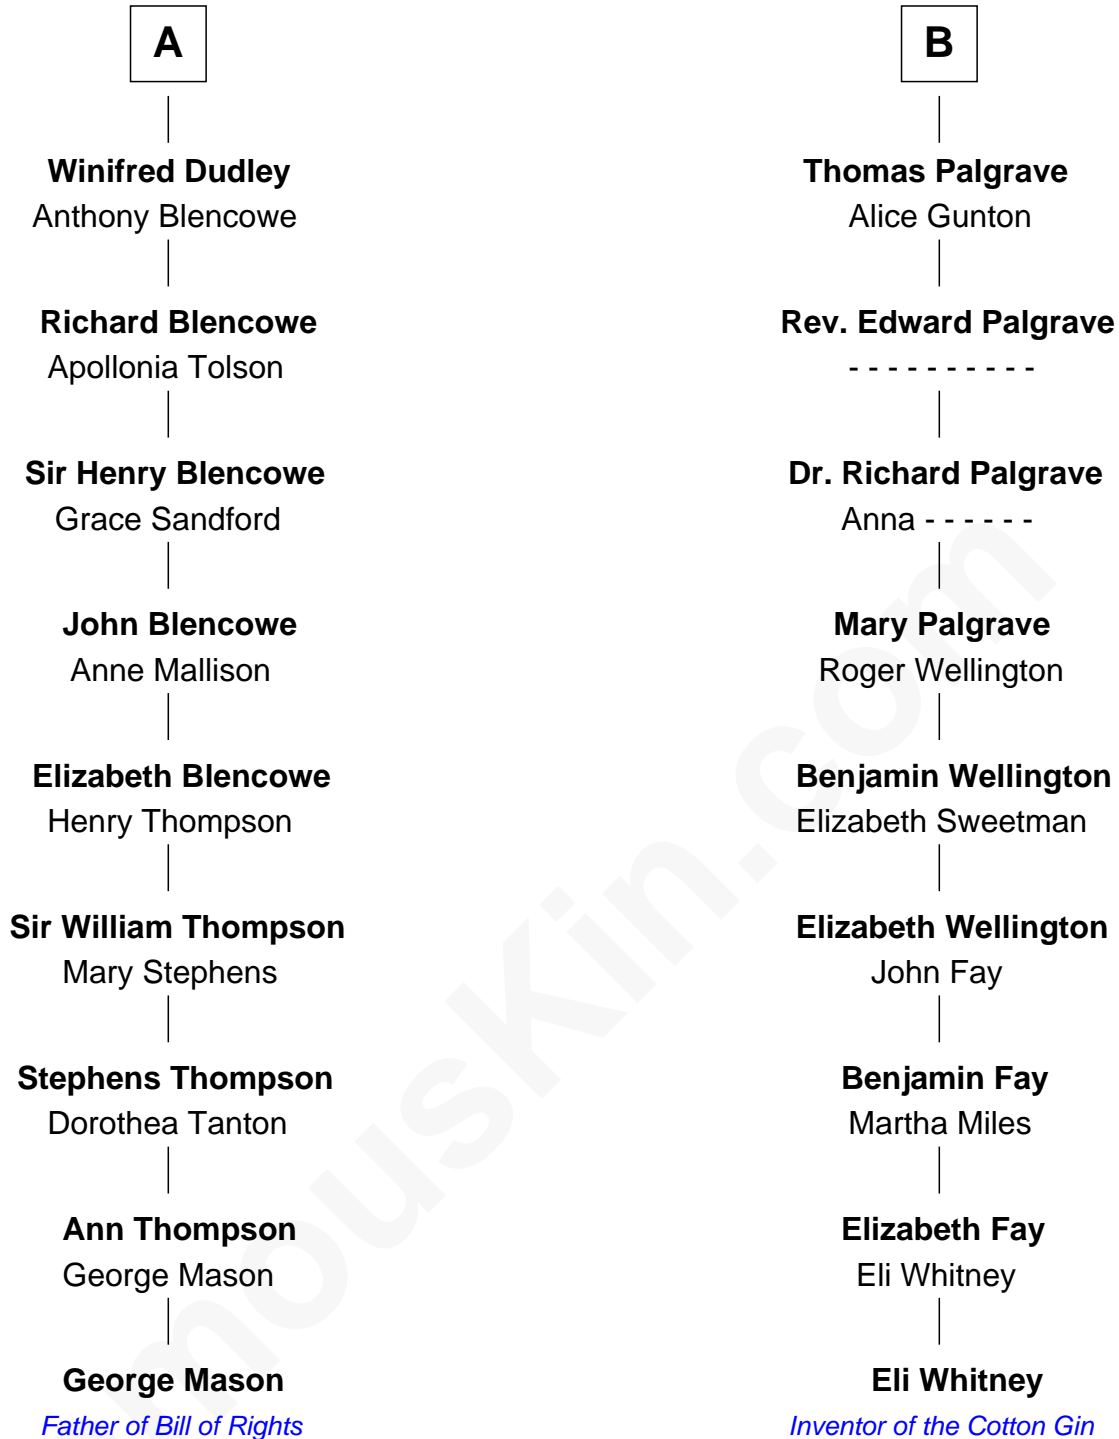 A
Winifred Dudley
Anthony Blencowe
Richard Blencowe
Apollonia Tolson
Sir Henry Blencowe
Grace Sandford
John Blencowe
Anne Mallison
Elizabeth Blencowe
Henry Thompson
Sir William Thompson
Mary Stephens
Stephens Thompson
Dorothea Tanton
Ann Thompson
George Mason
George Mason
Father of Bill of Rights
B
Thomas Palgrave
Alice Gunton
Rev. Edward Palgrave
- - - - - - - - - -
Dr. Richard Palgrave
Anna - - - - - -
Mary Palgrave
Roger Wellington
Benjamin Wellington
Elizabeth Sweetman
Elizabeth Wellington
John Fay
Benjamin Fay
Martha Miles
Elizabeth Fay
Eli Whitney
Eli Whitney
Inventor of the Cotton Gin
mousKin.com